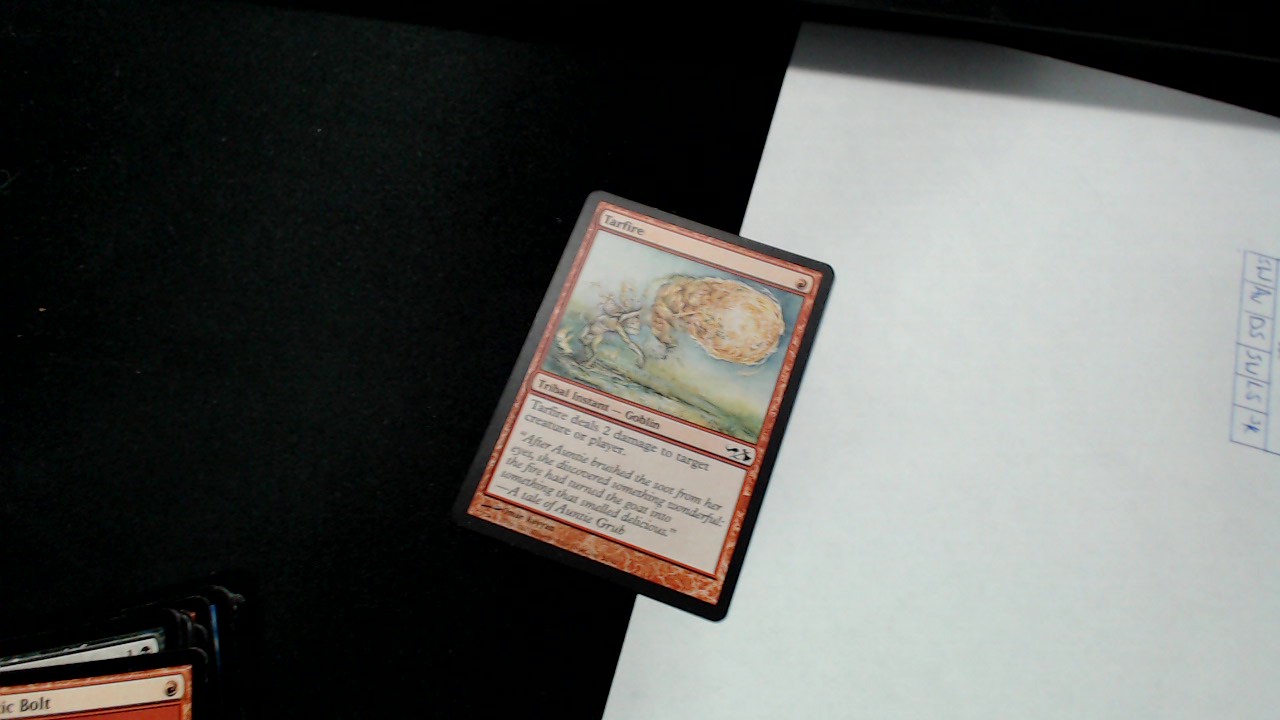 Tarfire
Tribal Instant — Goblin
Tarfire deals 2 damage to target
creature or player.
"After Auntie brushed the soot from her
eyes, she discovered something wonderful:
the fire had turned the goat into
something that smelled delicious."
—A tale of Auntie Grub
tic Bolt